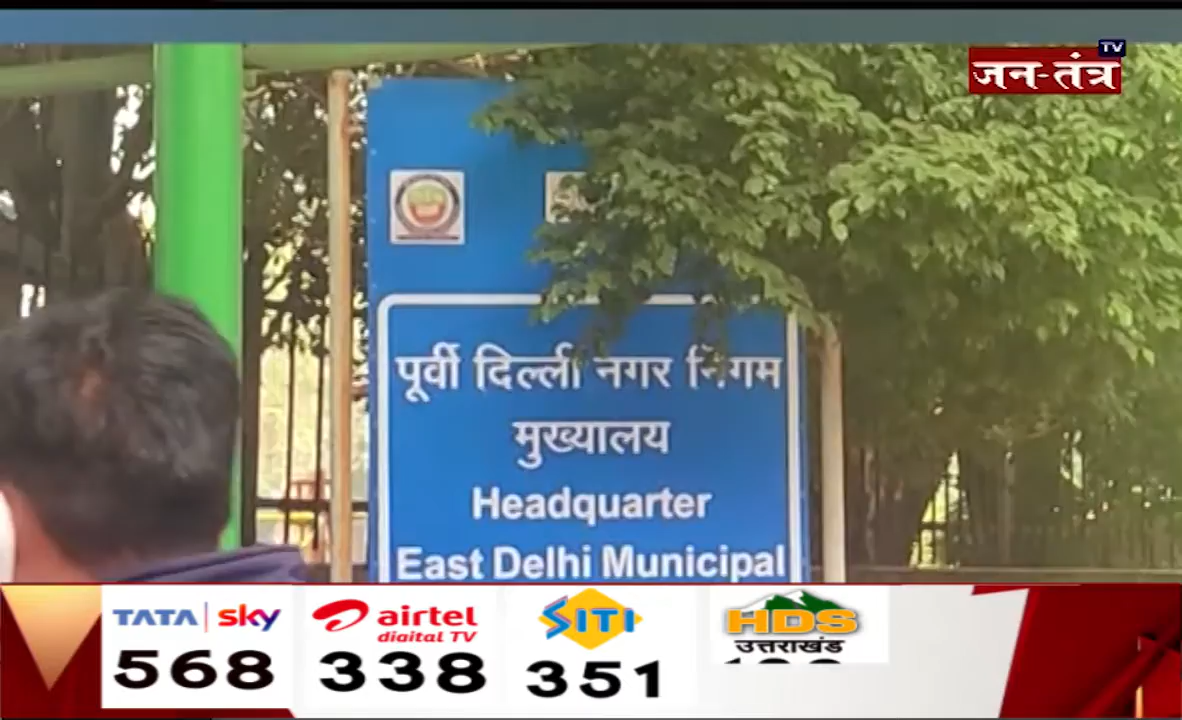 TV
जन-तंत्र
पूर्वी दिल्ली नगर निगम
मुख्यालय
Headquarter
East Delhi Municipal
TATA sky
568
airtel
digital TV
338
SITI
351
HDS
उत्तराखंड